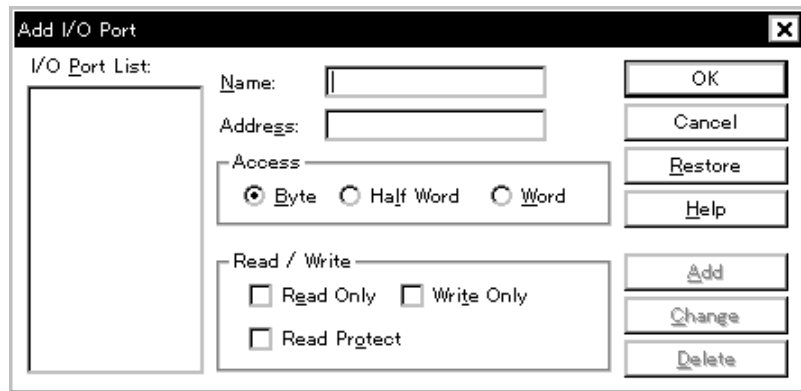 Add I/O Port
I/O Port List:
Name:
Address:
Access
Byte Half Word Word
Read / Write
Read Only Write Only
Read Protect
OK
Cancel
Restore
Help
Add
Change
Delete